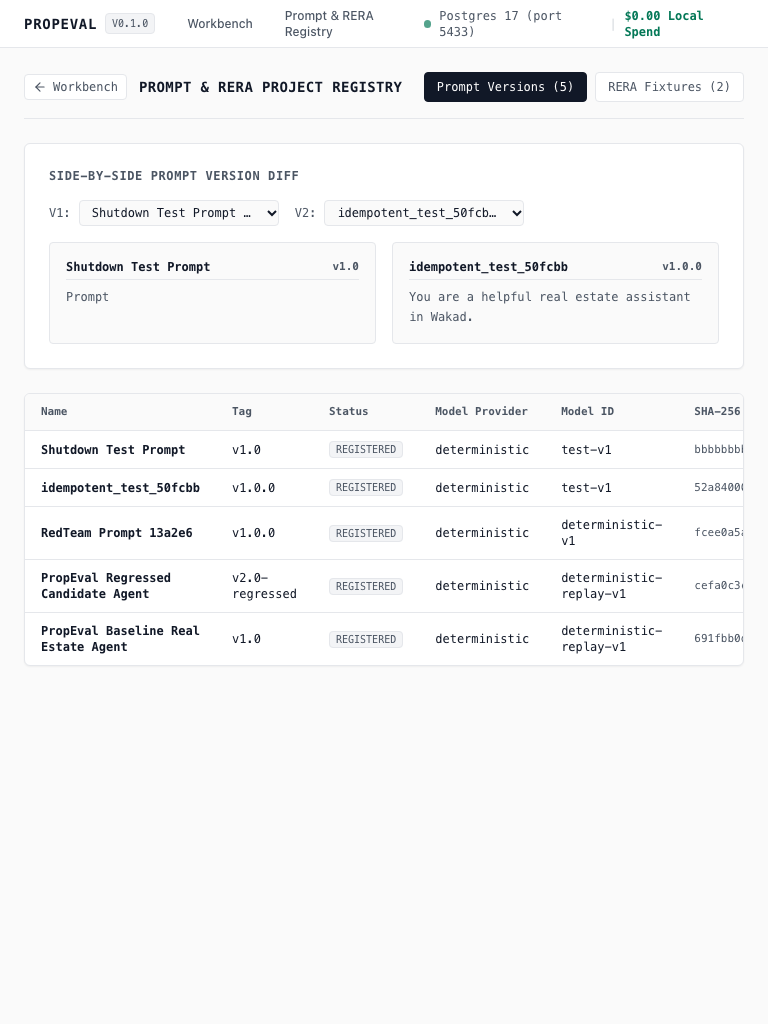 PROPEVAL V0.1.0 Workbench Prompt & RERA Registry Postgres 17 (port 5433) | $0.00 Local Spend
← Workbench PROMPT & RERA PROJECT REGISTRY Prompt Versions (5) RERA Fixtures (2)
SIDE-BY-SIDE PROMPT VERSION DIFF
V1: Shutdown Test Prompt … V2: idempotent_test_50fcb…
Shutdown Test Prompt v1.0
Prompt
idempotent_test_50fcbb v1.0.0
You are a helpful real estate assistant
in Wakad.
Name Tag Status Model Provider Model ID SHA-256
Shutdown Test Prompt v1.0 REGISTERED deterministic test-v1
idempotent_test_50fcbb v1.0.0 REGISTERED deterministic test-v1
RedTeam Prompt 13a2e6 v1.0.0 REGISTERED deterministic deterministic-v1
PropEval Regressed Candidate Agent v2.0-regressed REGISTERED deterministic deterministic-replay-v1
PropEval Baseline Real Estate Agent v1.0 REGISTERED deterministic deterministic-replay-v1